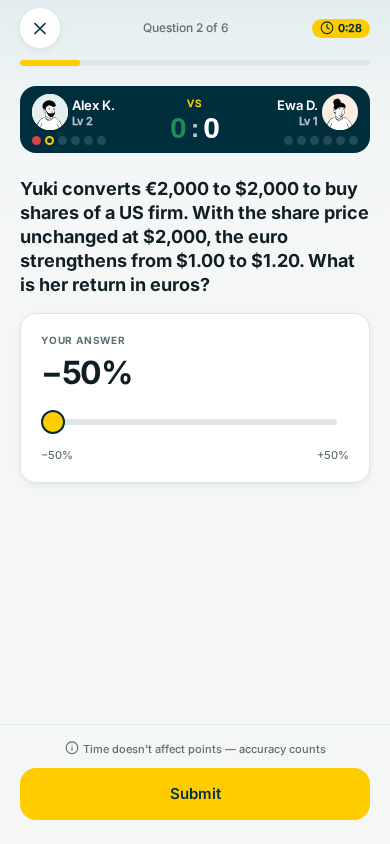 Question 2 of 6
0:28
Alex K.
Lv 2
VS
0 : 0
Ewa D.
Lv 1
Yuki converts €2,000 to $2,000 to buy
shares of a US firm. With the share price
unchanged at $2,000, the euro
strengthens from $1.00 to $1.20. What
is her return in euros?
YOUR ANSWER
−50%
−50%
+50%
Time doesn't affect points — accuracy counts
Submit